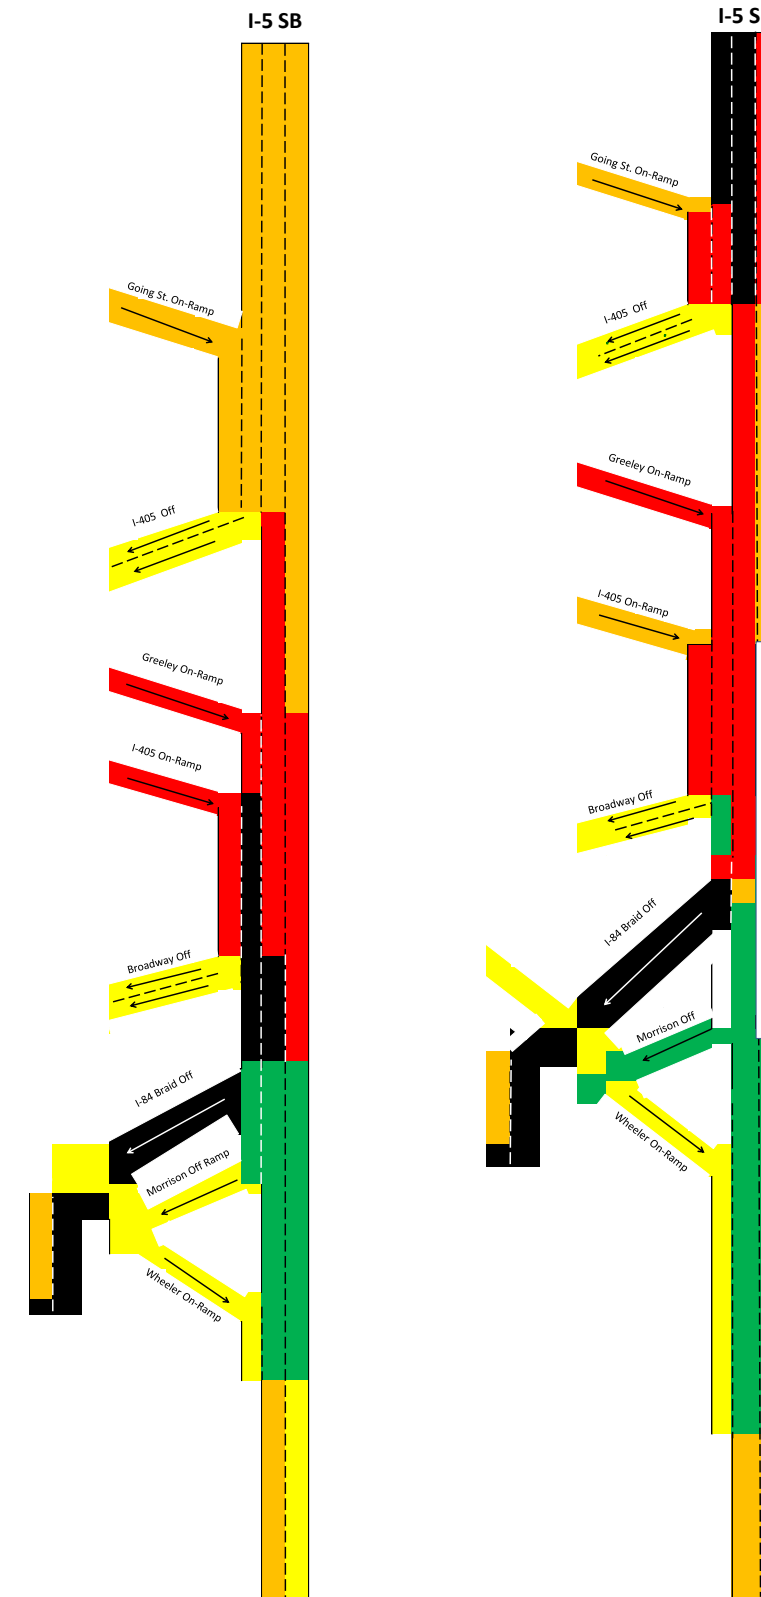 I-5 SB
Going St. On-Ramp
I-405 Off
Greeley On-Ramp
I-405 On-Ramp
Broadway Off
I-84 Braid Off
Morrison Off Ramp
Wheeler On-Ramp
I-5 S
Going St. On-Ramp
I-405 Off
Greeley On-Ramp
I-405 On-Ramp
Broadway Off
I-84 Braid Off
Morrison Off
Wheeler On-Ramp